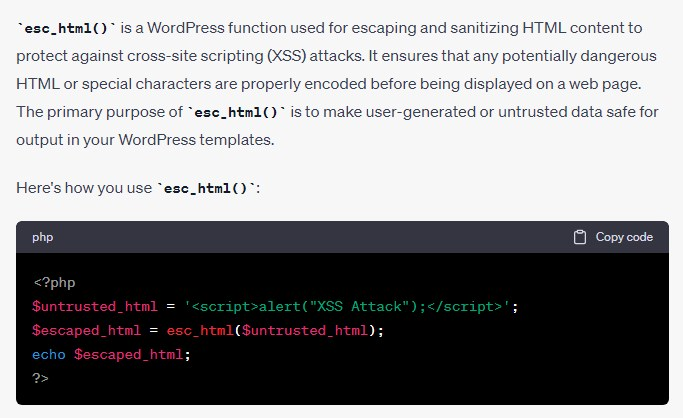 `esc_html()` is a WordPress function used for escaping and sanitizing HTML content to
protect against cross-site scripting (XSS) attacks. It ensures that any potentially dangerous
HTML or special characters are properly encoded before being displayed on a web page.
The primary purpose of `esc_html()` is to make user-generated or untrusted data safe for
output in your WordPress templates.
Here's how you use `esc_html()`:
php Copy code
<?php
$untrusted_html = '<script>alert("XSS Attack");</script>';
$escaped_html = esc_html($untrusted_html);
echo $escaped_html;
?>